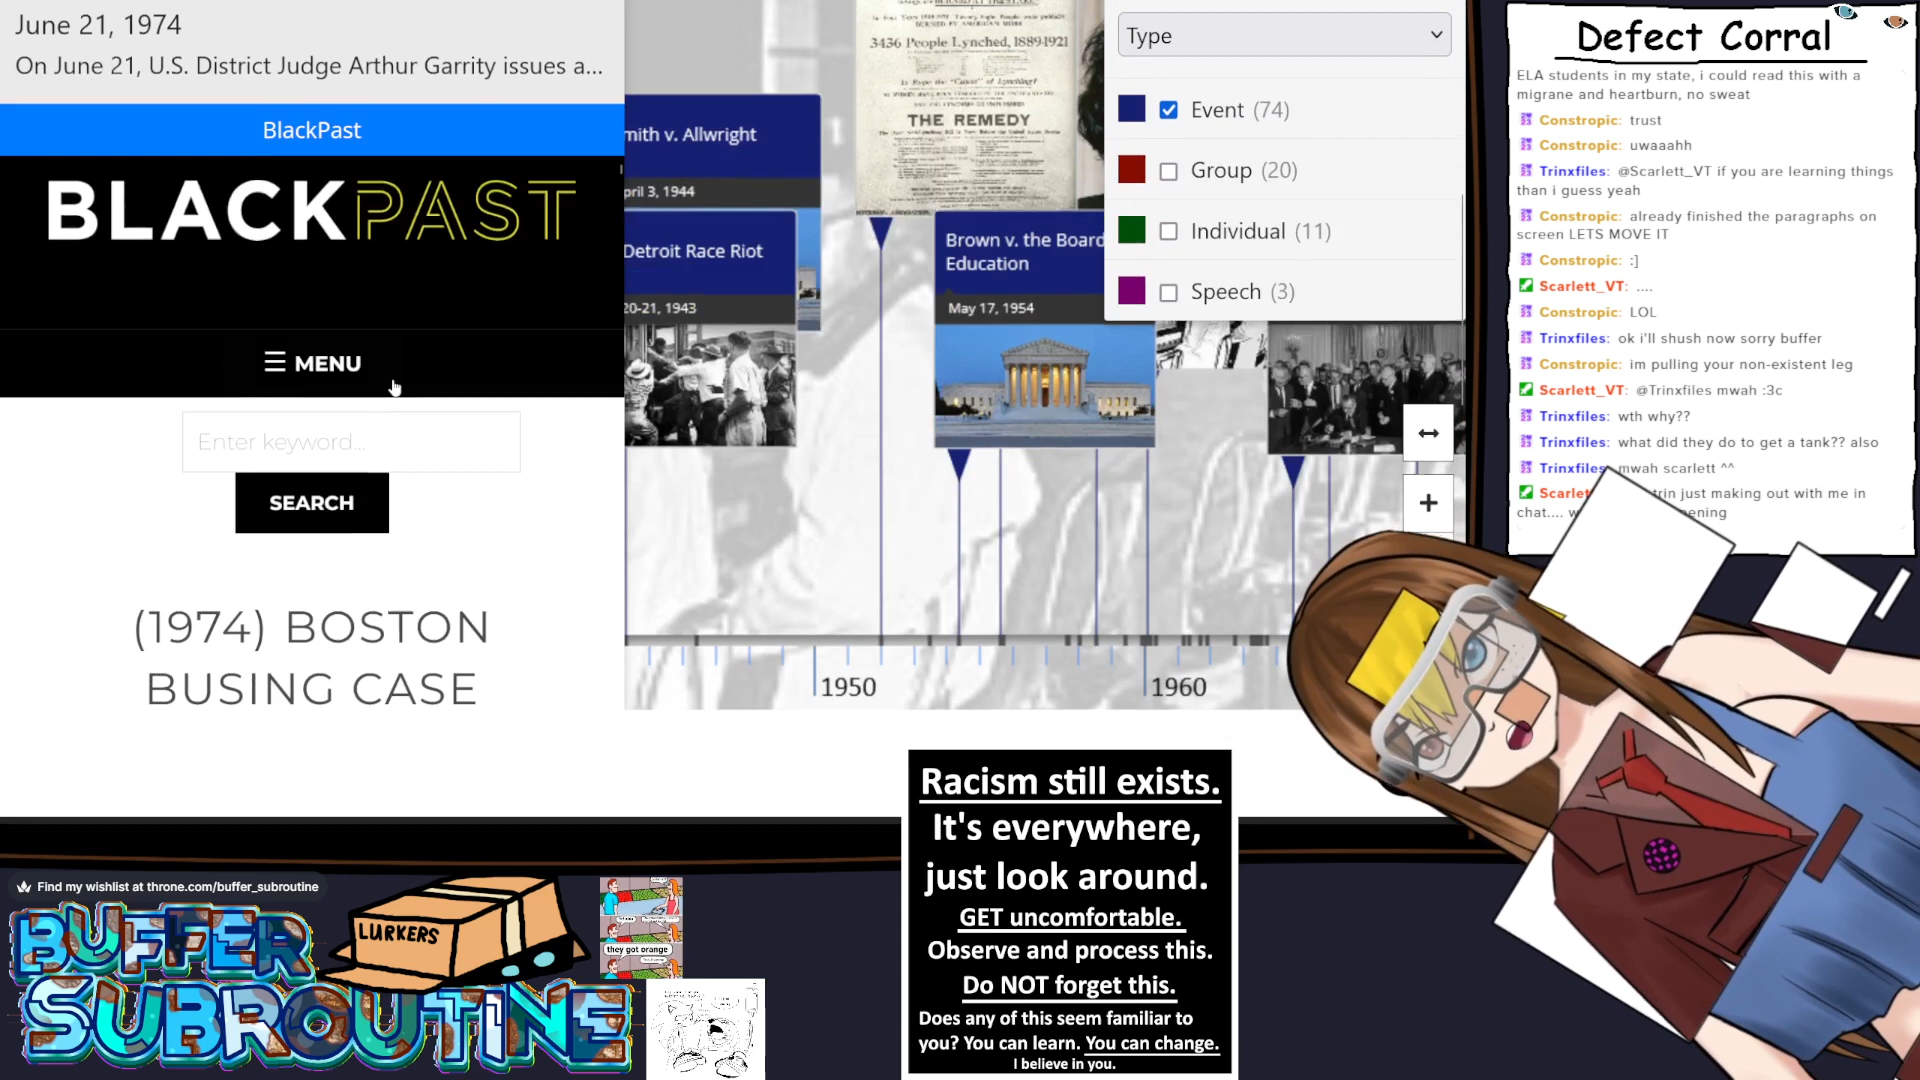 June 21, 1974
On June 21, U.S. District Judge Arthur Garrity issues a...
BlackPast
BLACKPAST
☰ MENU
Enter keyword...
SEARCH
(1974) BOSTON
BUSING CASE
mith v. Allwright
pril 3, 1944
Detroit Race Riot
20-21, 1943
3436 People Lynched, 1889-1921
THE REMEDY
Brown v. the Board
Education
May 17, 1954
1950
1960
Type
Event (74)
Group (20)
Individual (11)
Speech (3)
Defect Corral
ELA students in my state, i could read this with a
migrane and heartburn, no sweat
Constropic: trust
Constropic: uwaaahh
Trinxfiles: @Scarlett_VT if you are learning things
than i guess yeah
Constropic: already finished the paragraphs on
screen LETS MOVE IT
Constropic: :]
Scarlett_VT: ....
Constropic: LOL
Trinxfiles: ok i'll shush now sorry buffer
Constropic: im pulling your non-existent leg
Scarlett_VT: @Trinxfiles mwah :3c
Trinxfiles: wth why??
Trinxfiles: what did they do to get a tank?? also
Trinxfiles: mwah scarlett ^^
Scarlet trin just making out with me in
chat.... w ening
Racism still exists.
It's everywhere,
just look around.
GET uncomfortable.
Observe and process this.
Do NOT forget this.
Does any of this seem familiar to
you? You can learn. You can change.
I believe in you.
Find my wishlist at throne.com/buffer_subroutine
BUFFER
SUBROUTINE
LURKERS
they got orange